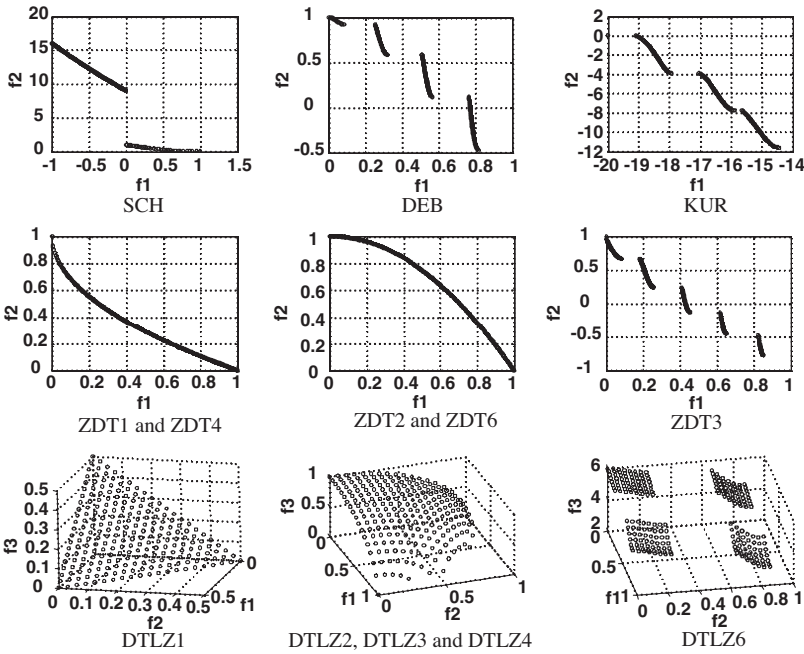 20
15
10
5
0
-1 -0.5 0 0.5 1 1.5
f2
f1
SCH
1
0.5
0
-0.5
0 0.2 0.4 0.6 0.8 1
f2
f1
DEB
2
0
-2
-4
-6
-8
-10
-12
-20 -19 -18 -17 -16 -15 -14
f2
f1
KUR
1
0.8
0.6
0.4
0.2
0
0 0.2 0.4 0.6 0.8 1
f2
f1
ZDT1 and ZDT4
1
0.8
0.6
0.4
0.2
0
0 0.2 0.4 0.6 0.8 1
f2
f1
ZDT2 and ZDT6
1
0.5
0
-0.5
-1
0 0.2 0.4 0.6 0.8 1
f2
f1
ZDT3
0.5
0.4
0.3
0.2
0.1
0
f3
0 0.1 0.2 0.3 0.4 0.5
0.5
0
f1
f2
DTLZ1
1
0.5
0
f3
0
0.5
1
f1
0
0.5
1
f2
DTLZ2, DTLZ3 and DTLZ4
6
4
2
f3
0
0.5
1
f1
0 0.2 0.4 0.6 0.8 1
f2
DTLZ6